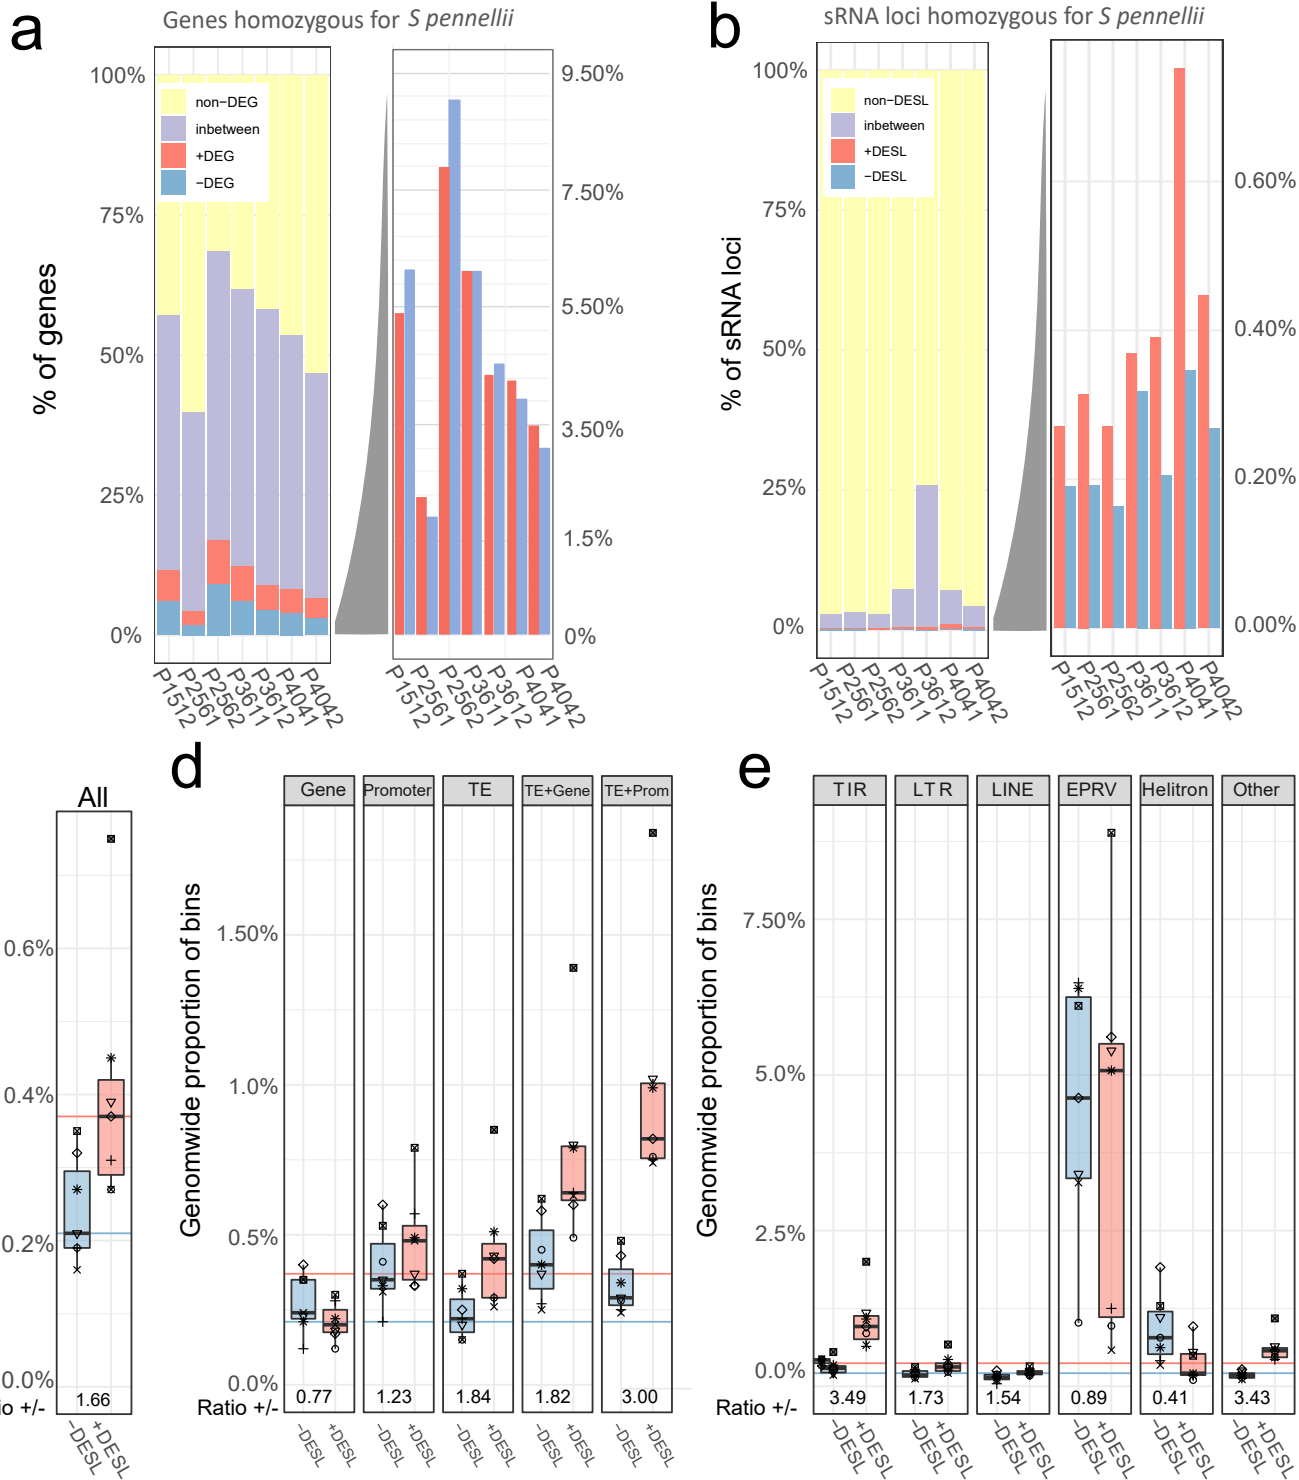 a
Genes homozygous for S pennellii
% of genes
100%
75%
50%
25%
0%
non−DEG
inbetween
+DEG
−DEG
9.50%
7.50%
5.50%
3.50%
1.5%
0%
P1512
P2561
P2562
P3611
P3612
P4041
P4042
P1512
P2561
P2562
P3611
P3612
P4041
P4042
b
sRNA loci homozygous for S pennellii
% of sRNA loci
100%
75%
50%
25%
0%
non−DESL
inbetween
+DESL
−DESL
0.60%
0.40%
0.20%
0.00%
P1512
P2561
P2562
P3611
P3612
P4041
P4042
P1512
P2561
P2562
P3611
P3612
P4041
P4042
All
0.6%
0.4%
0.2%
0.0%
io +/-
1.66
−DESL
+DESL
d
Genomwide proportion of bins
Gene
Promoter
TE
TE+Gene
TE+Prom
1.50%
1.0%
0.5%
0.0%
Ratio +/-
0.77
1.23
1.84
1.82
3.00
−DESL
+DESL
−DESL
+DESL
−DESL
+DESL
−DESL
+DESL
−DESL
+DESL
e
Genomwide proportion of bins
TIR
LTR
LINE
EPRV
Helitron
Other
7.50%
5.0%
2.5%
0.0%
Ratio +/-
3.49
1.73
1.54
0.89
0.41
3.43
−DESL
+DESL
−DESL
+DESL
−DESL
+DESL
−DESL
+DESL
−DESL
+DESL
−DESL
+DESL